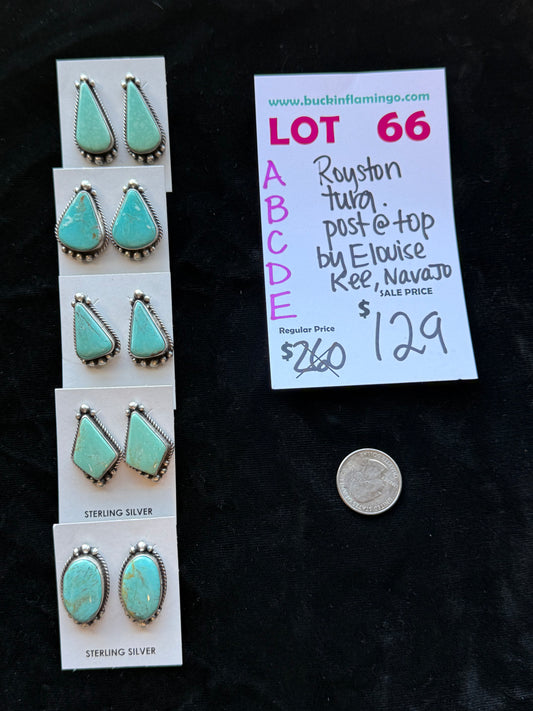 www.buckinflamingo.com
LOT 66
A
B
C
D
E
Royston
turq.
post@top
by Elouise
Kee, Navajo
SALE PRICE
$129
Regular Price
$260
STERLING SILVER
STERLING SILVER